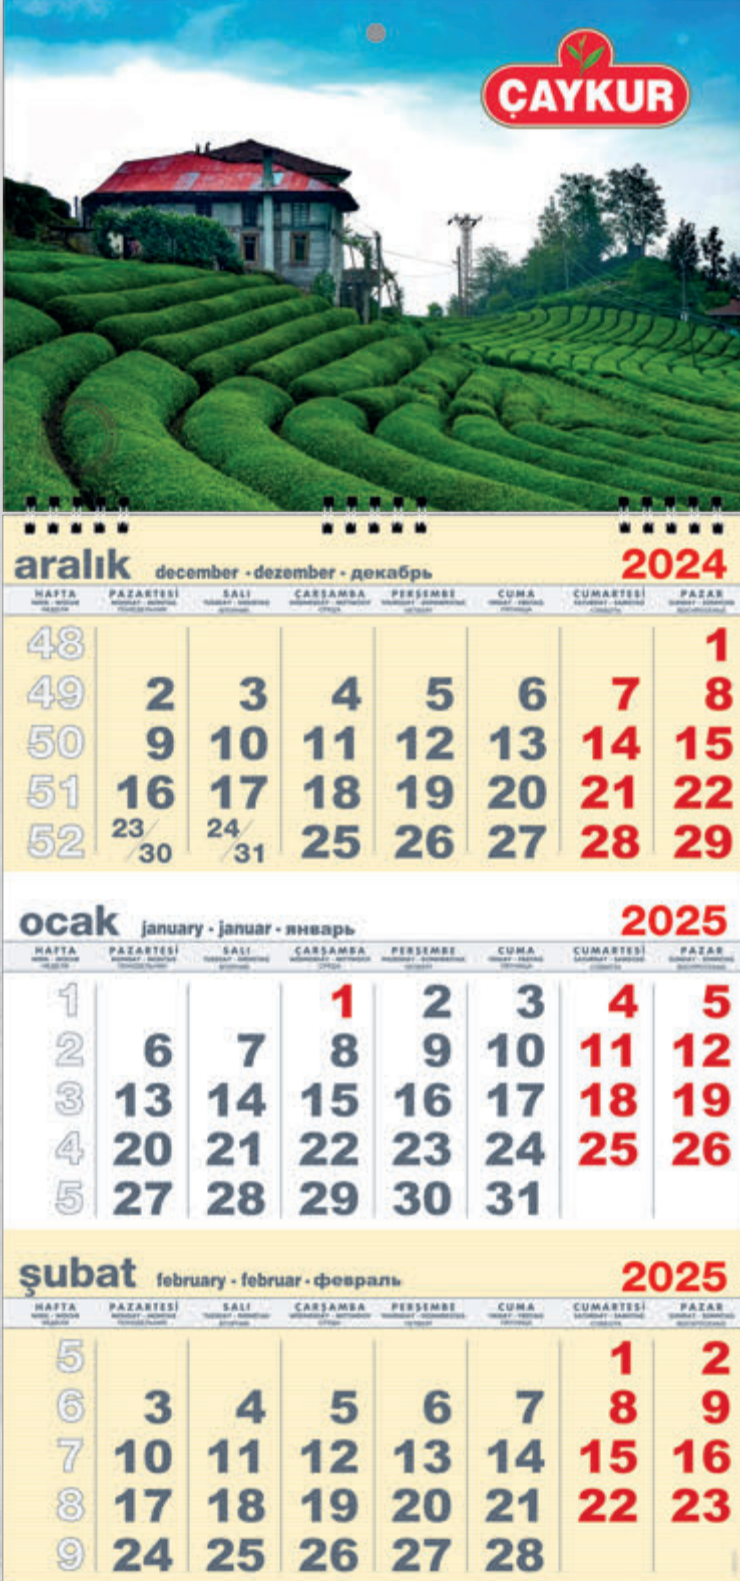 ÇAYKUR
aralık december - dezember - декабрь 2024
HAFTA PAZARTESİ SALI ÇARŞAMBA PERŞEMBE CUMA CUMARTESİ PAZAR
48 1
49 2 3 4 5 6 7 8
50 9 10 11 12 13 14 15
51 16 17 18 19 20 21 22
52 23/30 24/31 25 26 27 28 29
ocak january - januar - январь 2025
HAFTA PAZARTESİ SALI ÇARŞAMBA PERŞEMBE CUMA CUMARTESİ PAZAR
1 1 2 3 4 5
2 6 7 8 9 10 11 12
3 13 14 15 16 17 18 19
4 20 21 22 23 24 25 26
5 27 28 29 30 31
şubat february - februar - февраль 2025
HAFTA PAZARTESİ SALI ÇARŞAMBA PERŞEMBE CUMA CUMARTESİ PAZAR
5 1 2
6 3 4 5 6 7 8 9
7 10 11 12 13 14 15 16
8 17 18 19 20 21 22 23
9 24 25 26 27 28